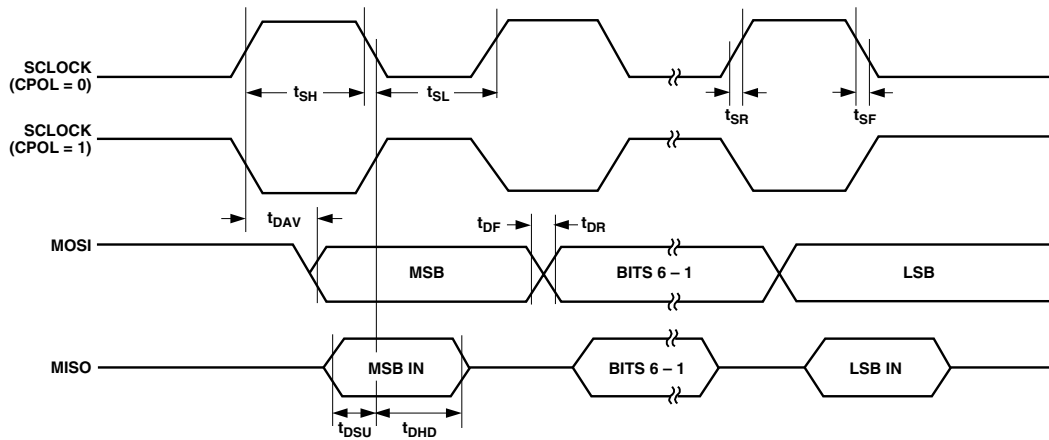 SCLOCK
(CPOL = 0)
tSH
tSL
tSR
tSF
SCLOCK
(CPOL = 1)
tDAV
tDF
tDR
MOSI
MSB
BITS 6 – 1
LSB
MISO
MSB IN
BITS 6 – 1
LSB IN
tDSU
tDHD